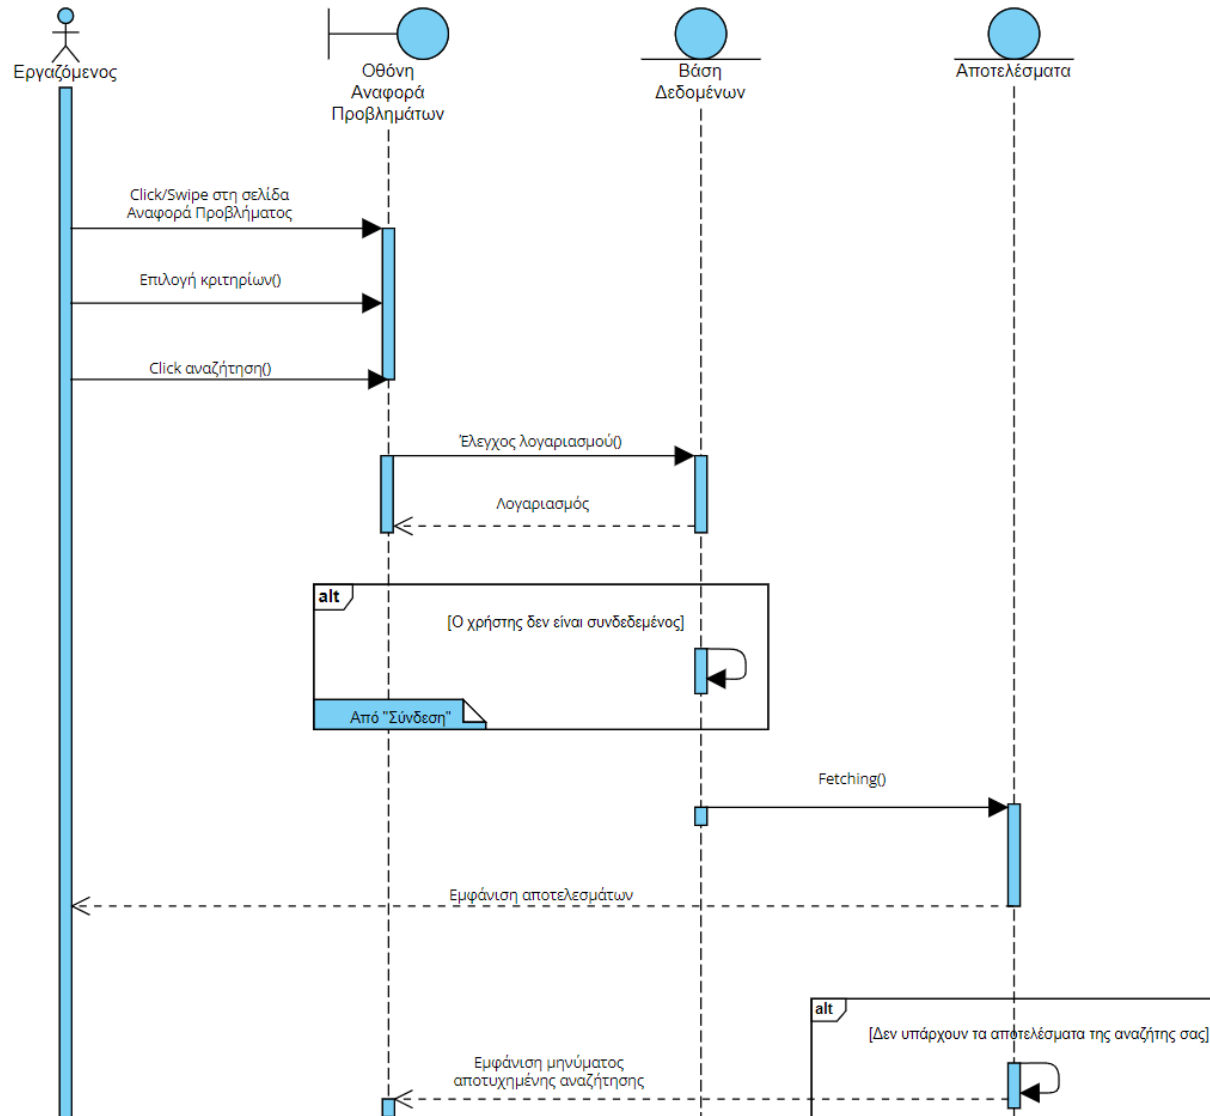 Εργαζόμενος
Οθόνη
Αναφορά
Προβλημάτων
Βάση
Δεδομένων
Αποτελέσματα
Click/Swipe στη σελίδα
Αναφορά Προβλήματος
Επιλογή κριτηρίων()
Click αναζήτηση()
Έλεγχος λογαριασμού()
Λογαριασμός
alt
[Ο χρήστης δεν είναι συνδεδεμένος]
Από "Σύνδεση"
Fetching()
Εμφάνιση αποτελεσμάτων
alt
[Δεν υπάρχουν τα αποτελέσματα της αναζήτης σας]
Εμφάνιση μηνύματος
αποτυχημένης αναζήτησης